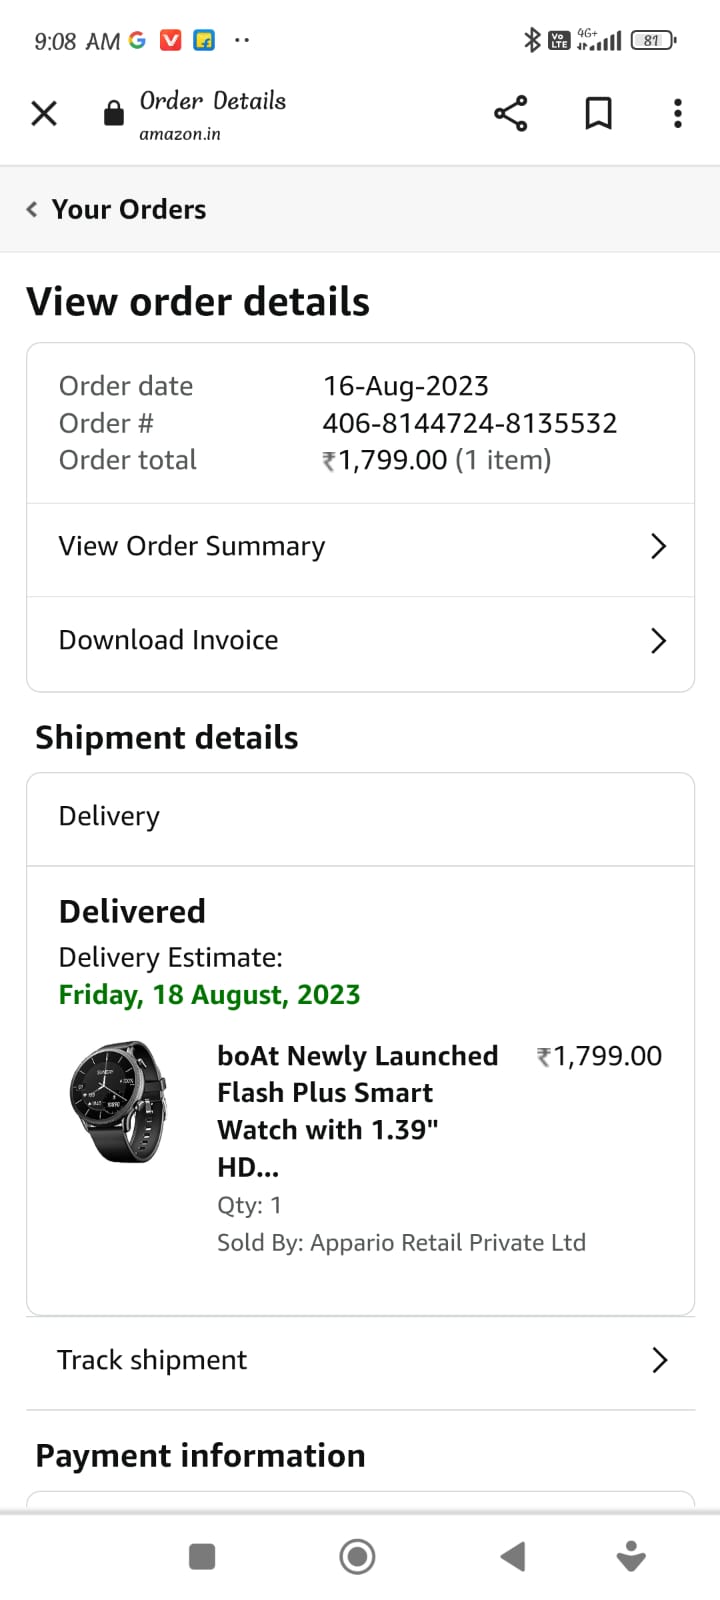 9:08 AM
Vo LTE 4G+ 81
Order Details
amazon.in
Your Orders
View order details
Order date 16-Aug-2023
Order # 406-8144724-8135532
Order total ₹1,799.00 (1 item)
View Order Summary
Download Invoice
Shipment details
Delivery
Delivered
Delivery Estimate:
Friday, 18 August, 2023
boAt Newly Launched ₹1,799.00
Flash Plus Smart
Watch with 1.39"
HD...
Qty: 1
Sold By: Appario Retail Private Ltd
Track shipment
Payment information